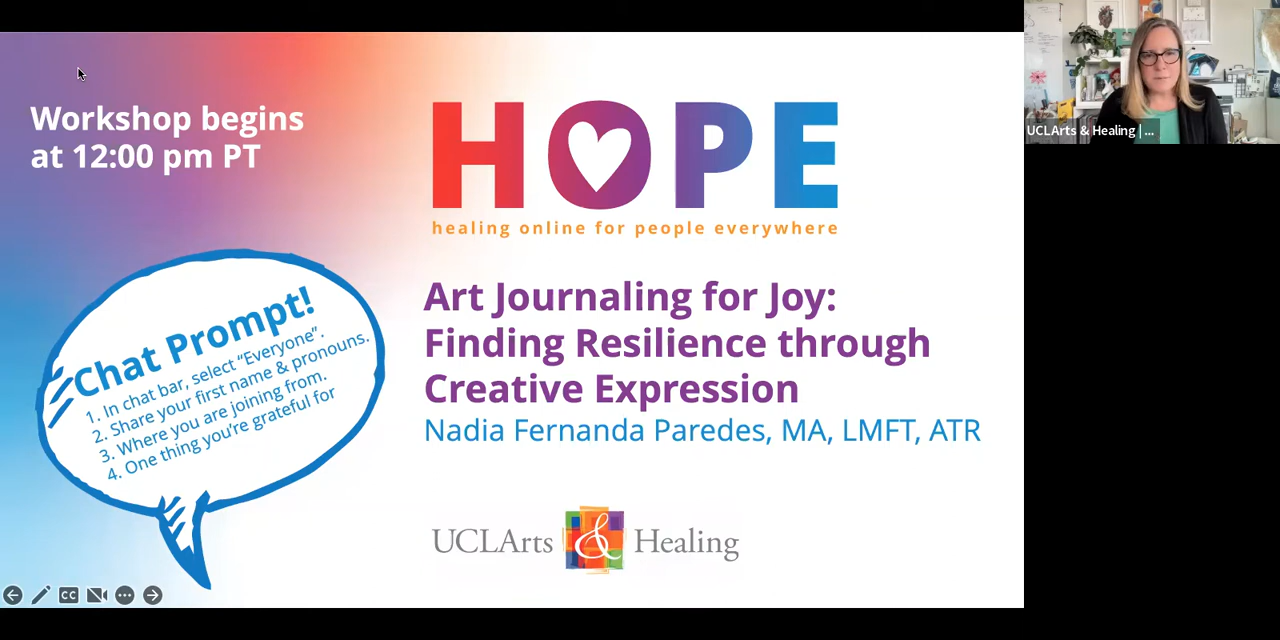 Workshop begins
at 12:00 pm PT
HOPE
healing online for people everywhere
Chat Prompt!
1. In chat bar, select “Everyone”.
2. Share your first name & pronouns.
3. Where you are joining from.
4. One thing you're grateful for
Art Journaling for Joy:
Finding Resilience through
Creative Expression
Nadia Fernanda Paredes, MA, LMFT, ATR
UCLArts & Healing
CC
UCLArts & Healing | ...